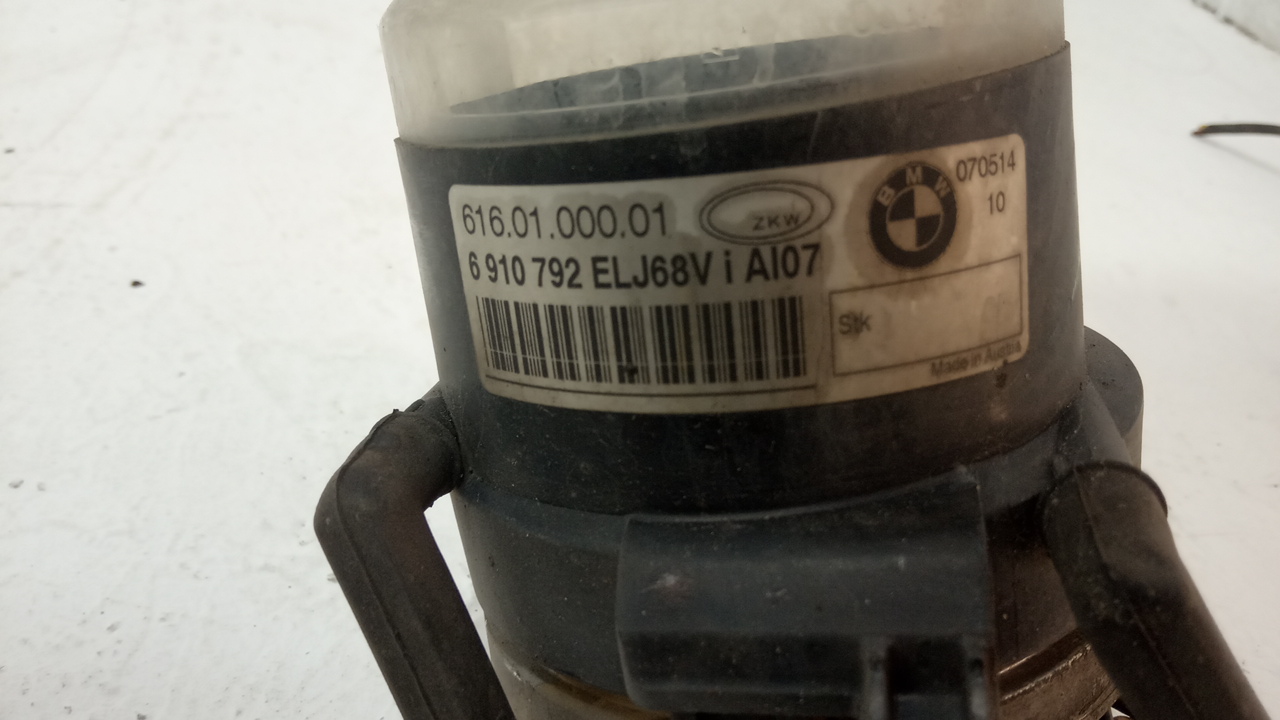 616.01.000.01
ZKW
BMW
070514
10
6 910 792 ELJ68V i AI07
Stk
Made in Austria